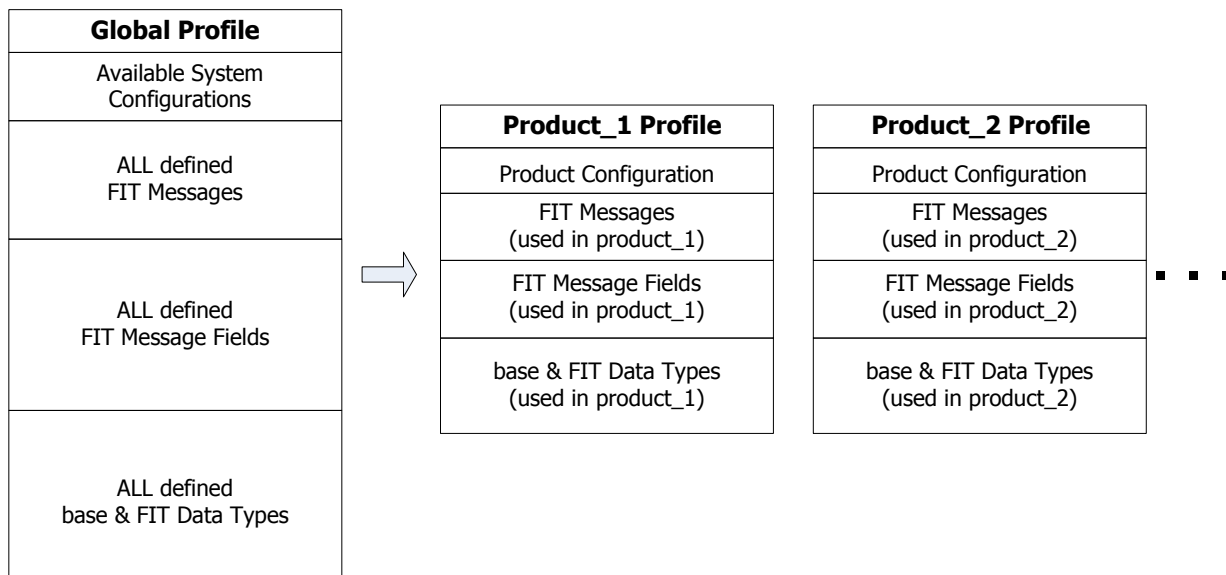 Global Profile
Available System
Configurations
ALL defined
FIT Messages
ALL defined
FIT Message Fields
ALL defined
base & FIT Data Types
Product_1 Profile
Product Configuration
FIT Messages
(used in product_1)
FIT Message Fields
(used in product_1)
base & FIT Data Types
(used in product_1)
Product_2 Profile
Product Configuration
FIT Messages
(used in product_2)
FIT Message Fields
(used in product_2)
base & FIT Data Types
(used in product_2)